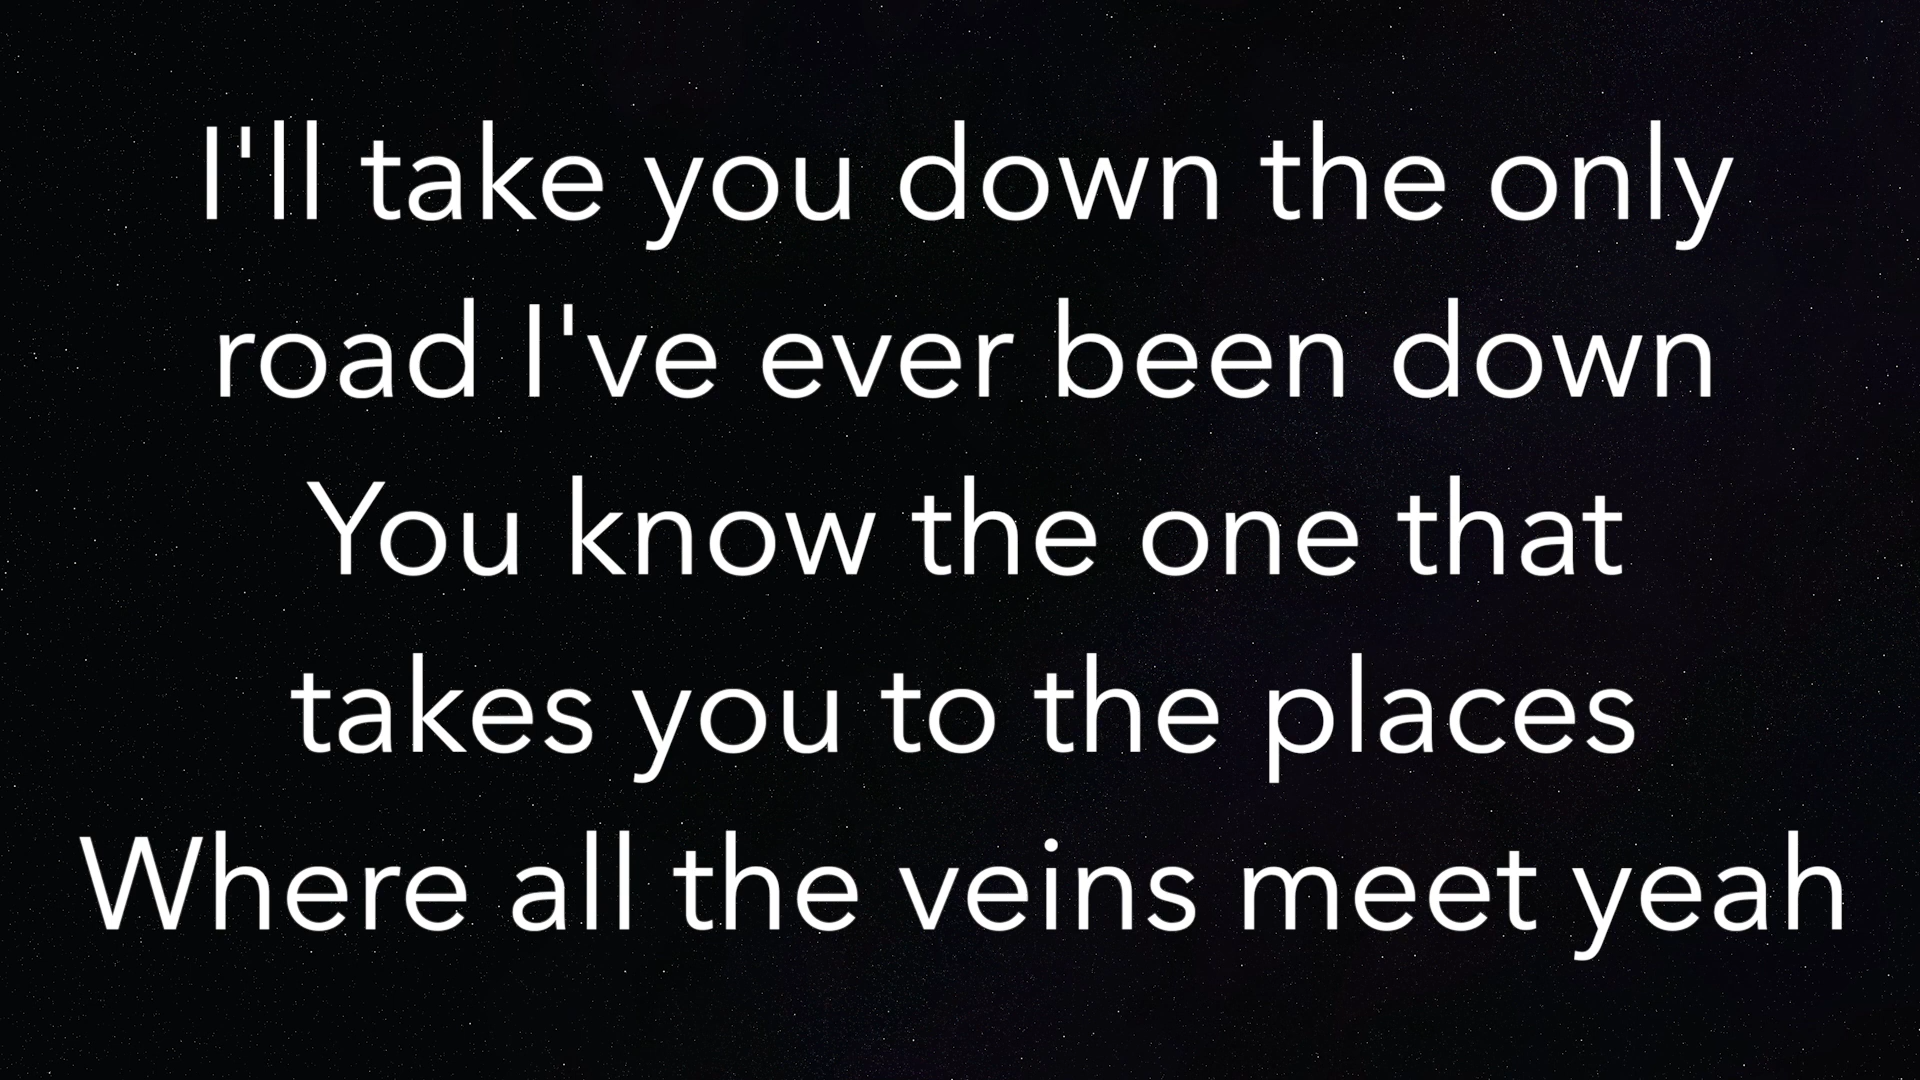 I'll take you down the only
road I've ever been down
You know the one that
takes you to the places
Where all the veins meet yeah